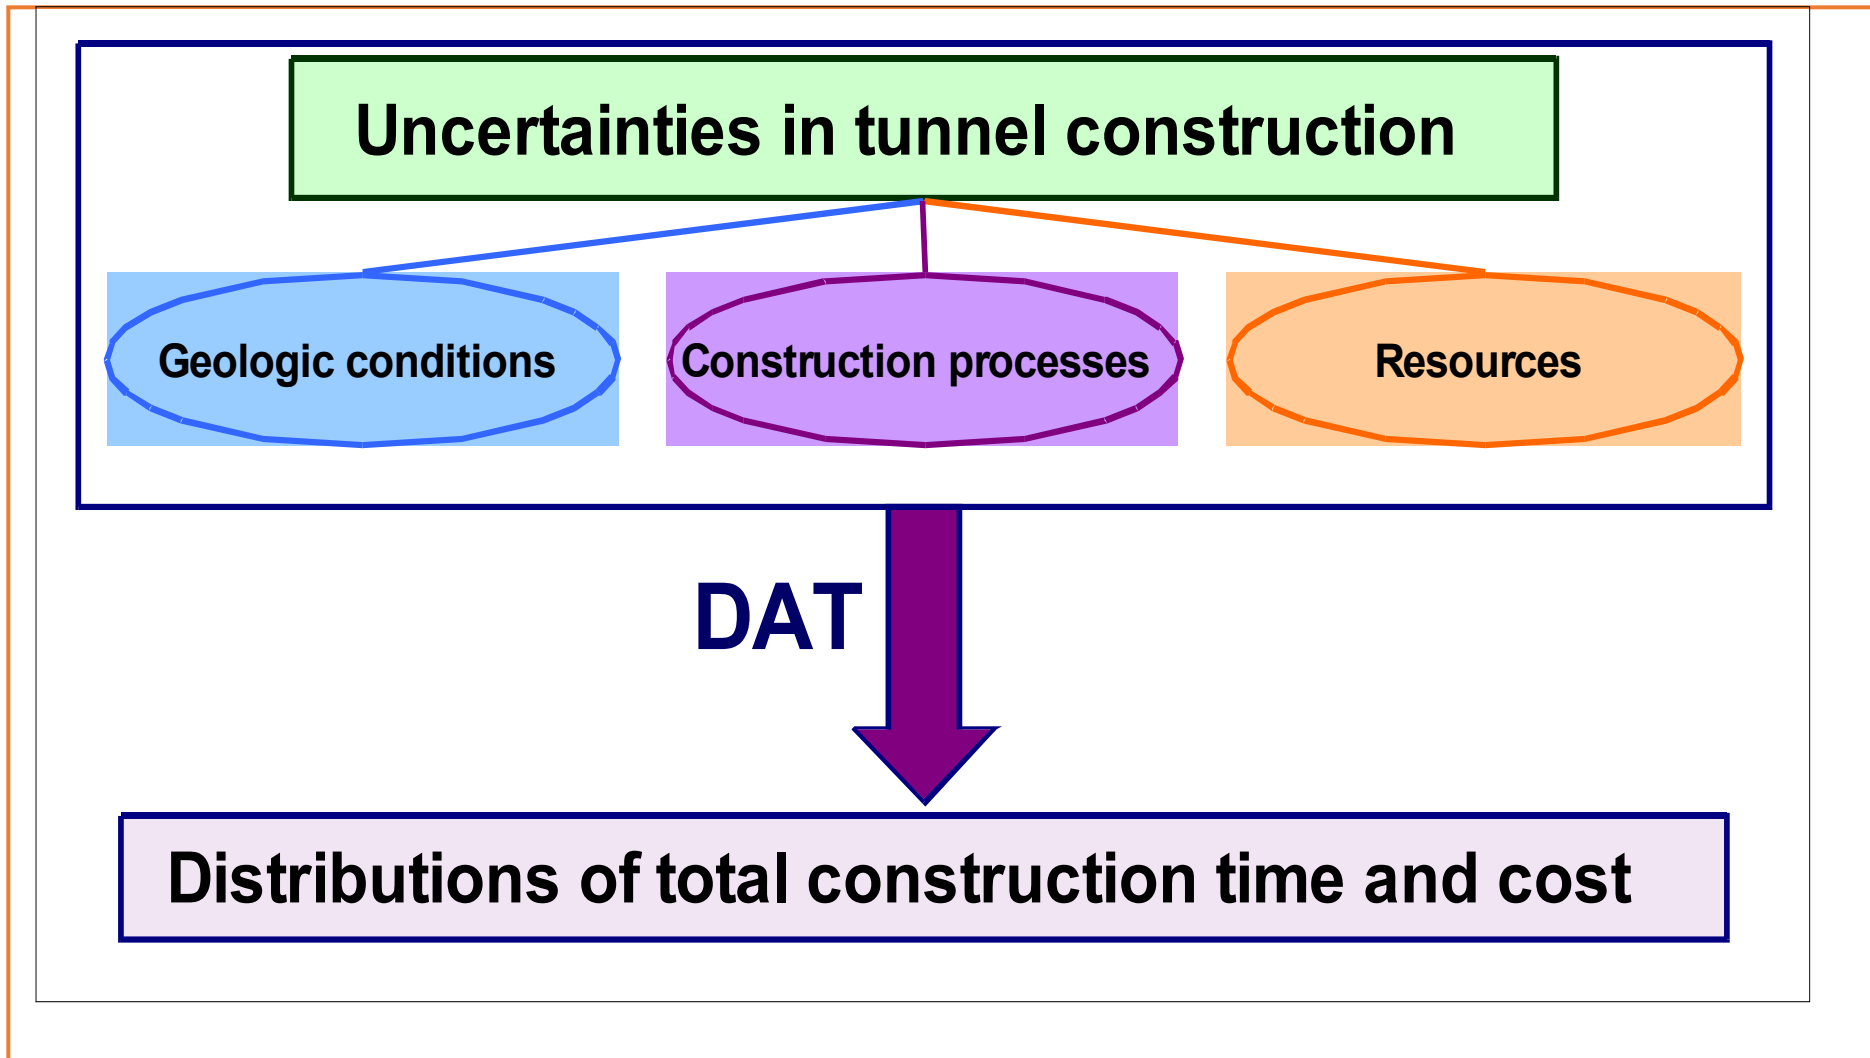 Uncertainties in tunnel construction
Geologic conditions
Construction processes
Resources
DAT
Distributions of total construction time and cost